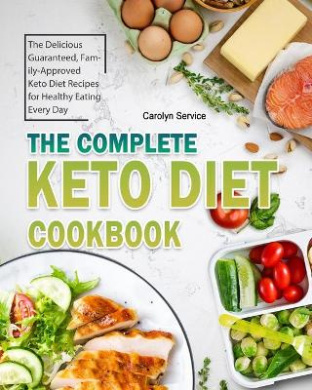 The Delicious
Guaranteed, Fam-
ily-Approved
Keto Diet Recipes
for Healthy Eating
Every Day
Carolyn Service
THE COMPLETE
KETO DIET
COOKBOOK